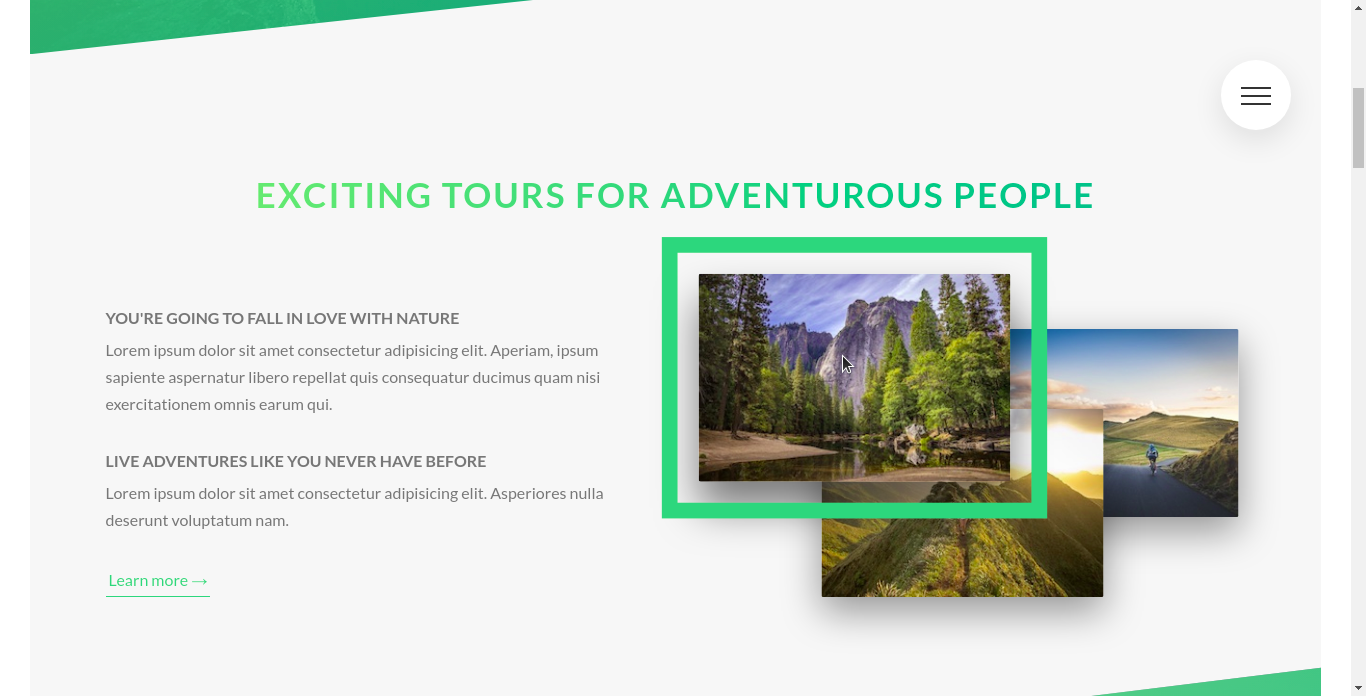 EXCITING TOURS FOR ADVENTUROUS PEOPLE
YOU'RE GOING TO FALL IN LOVE WITH NATURE
Lorem ipsum dolor sit amet consectetur adipisicing elit. Aperiam, ipsum
sapiente aspernatur libero repellat quis consequatur ducimus quam nisi
exercitationem omnis earum qui.
LIVE ADVENTURES LIKE YOU NEVER HAVE BEFORE
Lorem ipsum dolor sit amet consectetur adipisicing elit. Asperiores nulla
deserunt voluptatum nam.
Learn more →